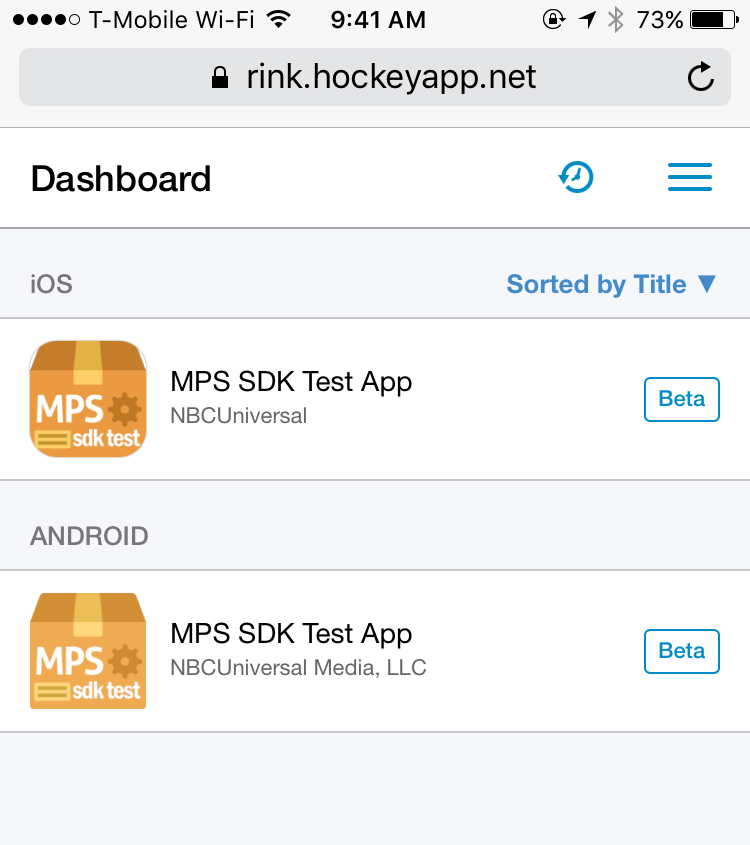 T-Mobile Wi-Fi 9:41 AM 73%
rink.hockeyapp.net
Dashboard
iOS Sorted by Title ▼
MPS
sdk test
MPS SDK Test App
NBCUniversal
Beta
ANDROID
MPS
sdk test
MPS SDK Test App
NBCUniversal Media, LLC
Beta